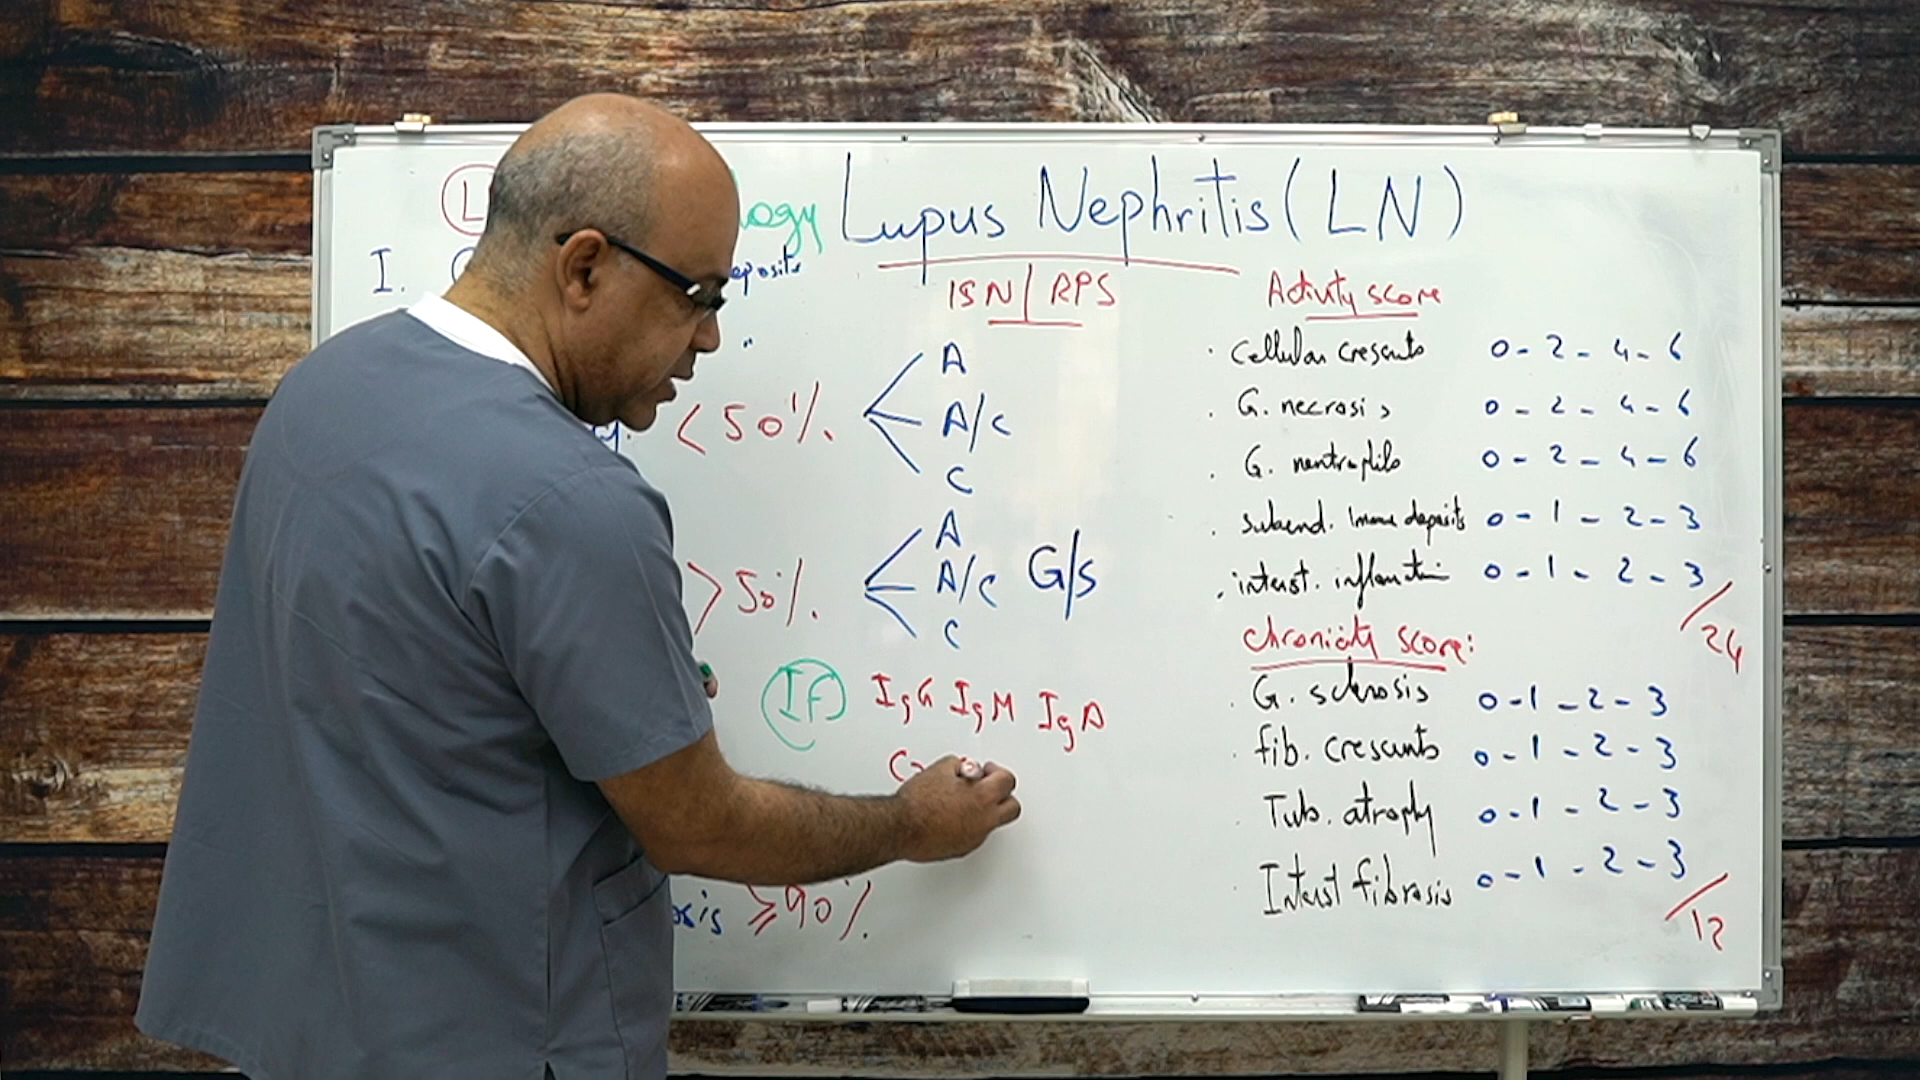 logy Lupus Nephritis (LN)
I.
ISN/RPS
< 50%
A
A/C
C
> 50%
A
A/C G/s
C
IF IgG IgM IgA
≥ 90%
Activity score
. Cellular crescents 0 - 2 - 4 - 6
. G. necrosis 0 - 2 - 4 - 6
. G. neutrophils 0 - 2 - 4 - 6
. subend. Immune deposits 0 - 1 - 2 - 3
. interst. inflamation 0 - 1 - 2 - 3
/24
chronicity score:
. G. sclerosis 0 - 1 - 2 - 3
. fib. crescents 0 - 1 - 2 - 3
. Tub. atrophy 0 - 1 - 2 - 3
. Interst fibrosis 0 - 1 - 2 - 3
/12